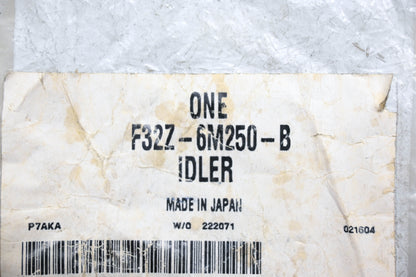 ONE
F32Z-6M250-B
IDLER
MADE IN JAPAN
P7AKA W/O 222071 021604